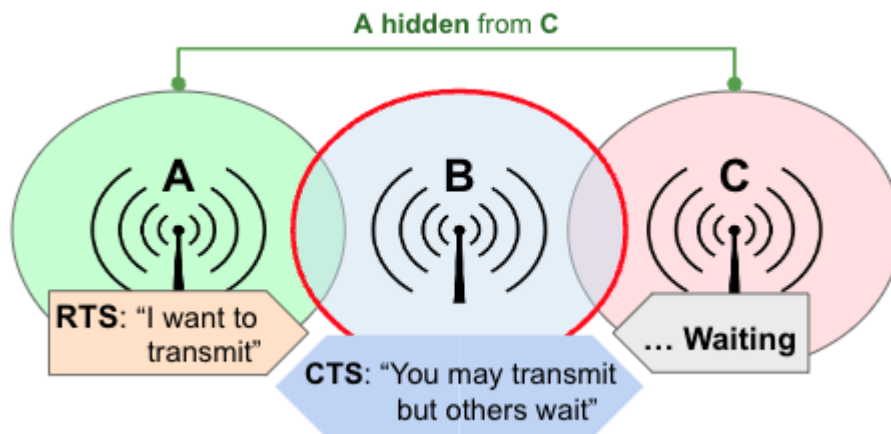 A hidden from C
A
B
C
RTS: “I want to
transmit”
CTS: “You may transmit
but others wait”
... Waiting